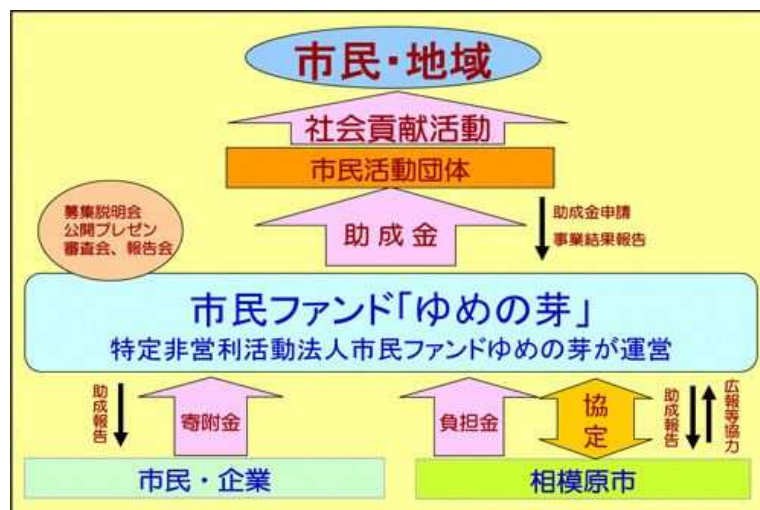 市民・地域
社会貢献活動
市民活動団体
募集説明会
公開プレゼン
審査会、報告会
助成金
助成金申請
事業結果報告
市民ファンド「ゆめの芽」
特定非営利活動法人市民ファンドゆめの芽が運営
助成報告
寄附金
負担金
協定
助成報告
広報等協力
市民・企業
相模原市